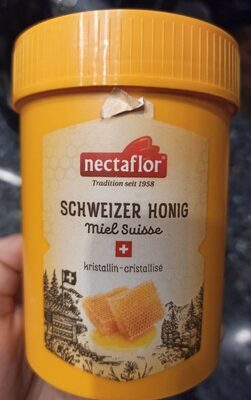 nectaflor®
Tradition seit 1958
SCHWEIZER HONIG
Miel Suisse
kristallin-cristallisé